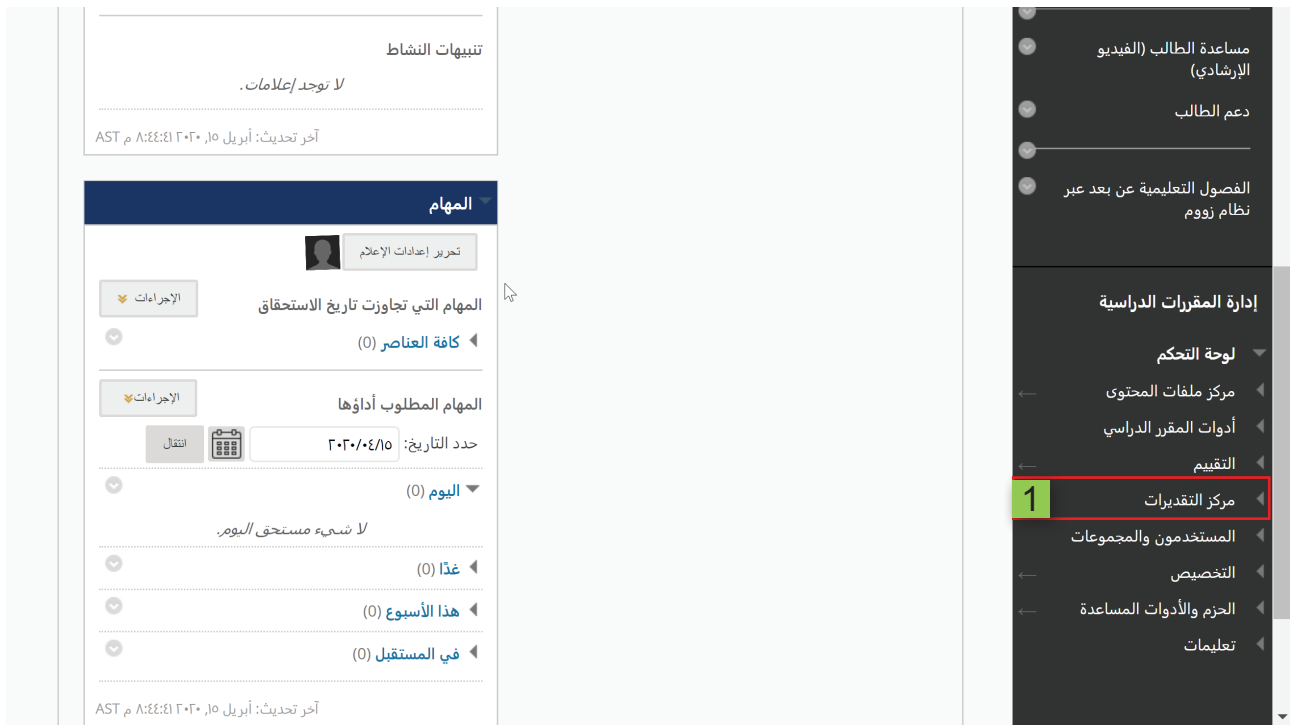 مساعدة الطالب (الفيديو
الإرشادي)
دعم الطالب
الفصول التعليمية عن بعد عبر
نظام زووم
إدارة المقررات الدراسية
لوحة التحكم
مركز ملفات المحتوى
أدوات المقرر الدراسي
التقييم
مركز التقديرات
1
المستخدمون والمجموعات
التخصيص
الحزم والأدوات المساعدة
تعليمات
تنبيهات النشاط
لا توجد إعلامات.
آخر تحديث: أبريل ١٥, ٢٠٢٠ ٨:٤٤:٤١ م AST
المهام
تحرير إعدادات الإعلام
المهام التي تجاوزت تاريخ الاستحقاق
الإجراءات
كافة العناصر (0)
المهام المطلوب أداؤها
الإجراءات
حدد التاريخ: ٢٠٢٠/٠٤/١٥ انتقال
اليوم (0)
لا شيء مستحق اليوم.
غدًا (0)
هذا الأسبوع (0)
في المستقبل (0)
آخر تحديث: أبريل ١٥, ٢٠٢٠ ٨:٤٤:٤١ م AST